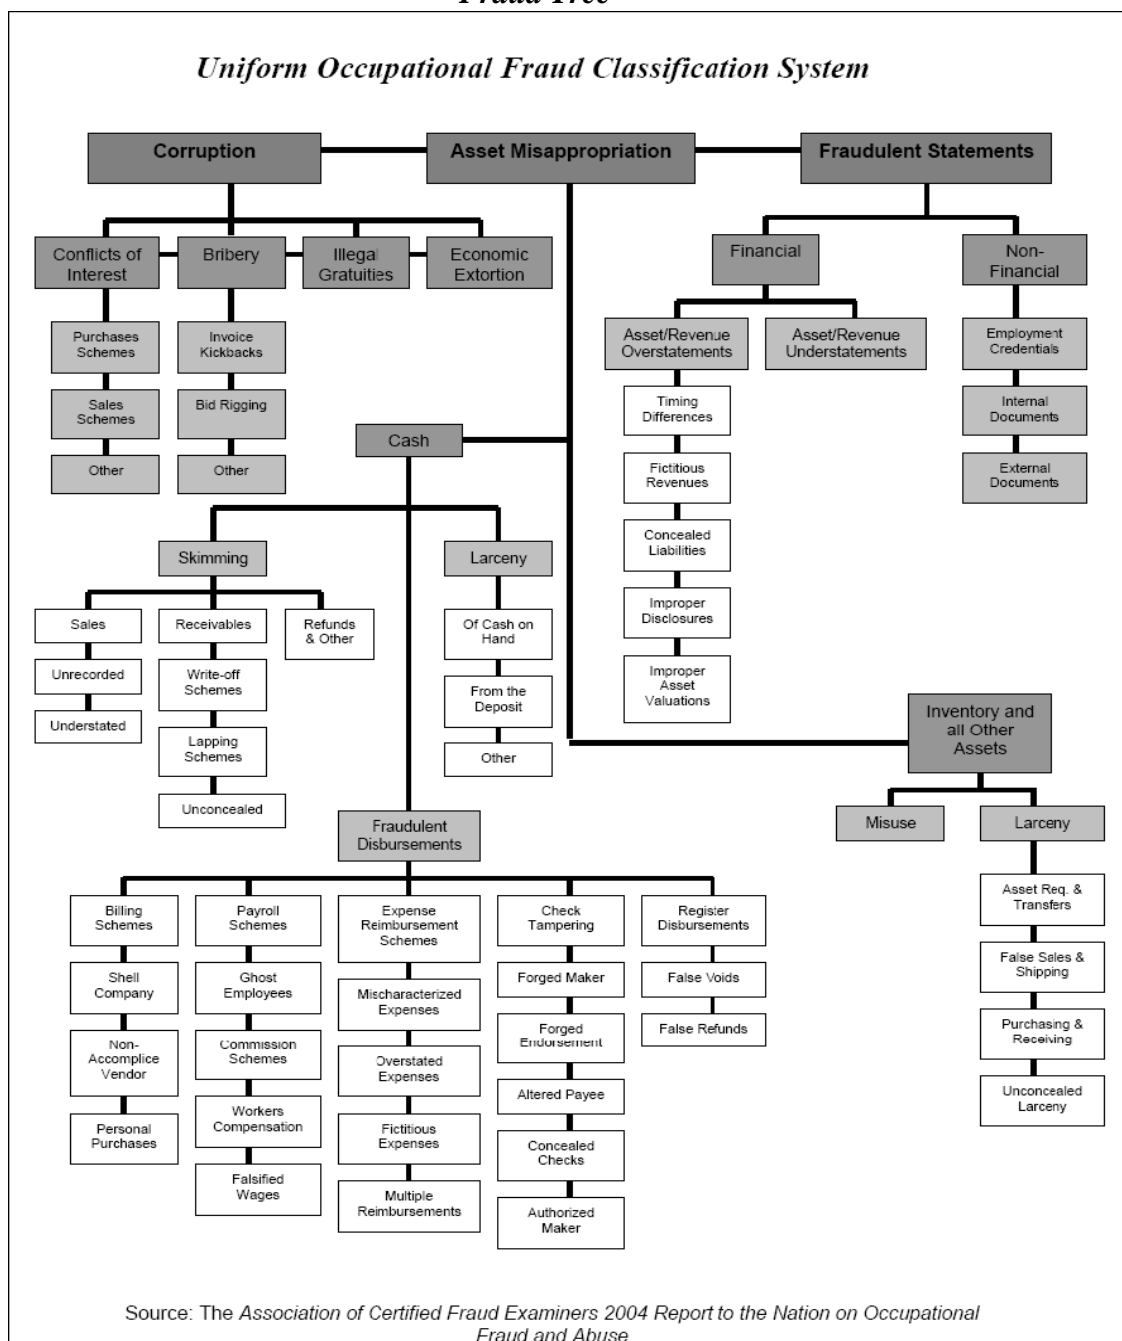 Fraud Tree
Uniform Occupational Fraud Classification System
Corruption
Asset Misappropriation
Fraudulent Statements
Conflicts of
Interest
Bribery
Illegal
Gratuities
Economic
Extortion
Financial
Non-
Financial
Purchases
Schemes
Sales
Schemes
Other
Invoice
Kickbacks
Bid Rigging
Other
Asset/Revenue
Overstatements
Asset/Revenue
Understatements
Employment
Credentials
Internal
Documents
External
Documents
Timing
Differences
Fictitious
Revenues
Concealed
Liabilities
Improper
Disclosures
Improper
Asset
Valuations
Cash
Skimming
Larceny
Sales
Unrecorded
Understated
Receivables
Write-off
Schemes
Lapping
Schemes
Unconcealed
Refunds
& Other
Of Cash on
Hand
From the
Deposit
Other
Inventory and
all Other
Assets
Misuse
Larceny
Asset Req. &
Transfers
False Sales &
Shipping
Purchasing &
Receiving
Unconcealed
Larceny
Fraudulent
Disbursements
Billing
Schemes
Shell
Company
Non-
Accomplice
Vendor
Personal
Purchases
Payroll
Schemes
Ghost
Employees
Commission
Schemes
Workers
Compensation
Falsified
Wages
Expense
Reimbursement
Schemes
Mischaracterized
Expenses
Overstated
Expenses
Fictitious
Expenses
Multiple
Reimbursements
Check
Tampering
Forged Maker
Forged
Endorsement
Altered Payee
Concealed
Checks
Authorized
Maker
Register
Disbursements
False Voids
False Refunds
Source: The Association of Certified Fraud Examiners 2004 Report to the Nation on Occupational
Fraud and Abuse